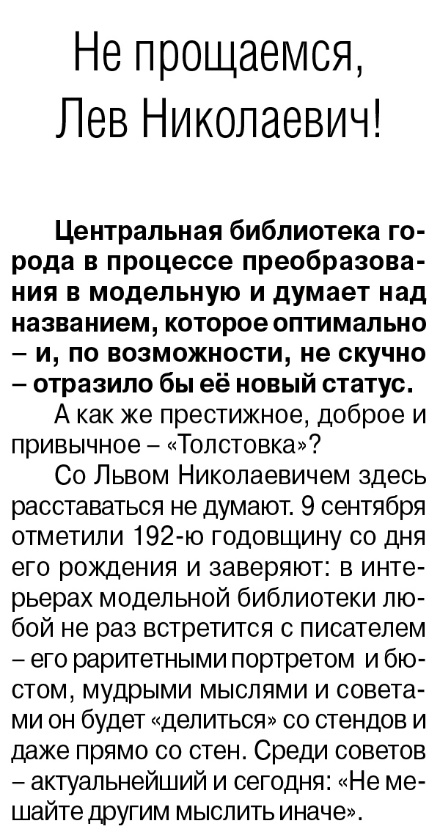 Не прощаемся,
Лев Николаевич!
Центральная библиотека го-
рода в процессе преобразова-
ния в модельную и думает над
названием, которое оптимально
– и, по возможности, не скучно
– отразило бы её новый статус.
А как же престижное, доброе и
привычное – «Толстовка»?
Со Львом Николаевичем здесь
расставаться не думают. 9 сентября
отметили 192-ю годовщину со дня
его рождения и заверяют: в инте-
рьерах модельной библиотеки лю-
бой не раз встретится с писателем
– его раритетными портретом и бю-
стом, мудрыми мыслями и совета-
ми он будет «делиться» со стендов и
даже прямо со стен. Среди советов
– актуальнейший и сегодня: «Не ме-
шайте другим мыслить иначе».